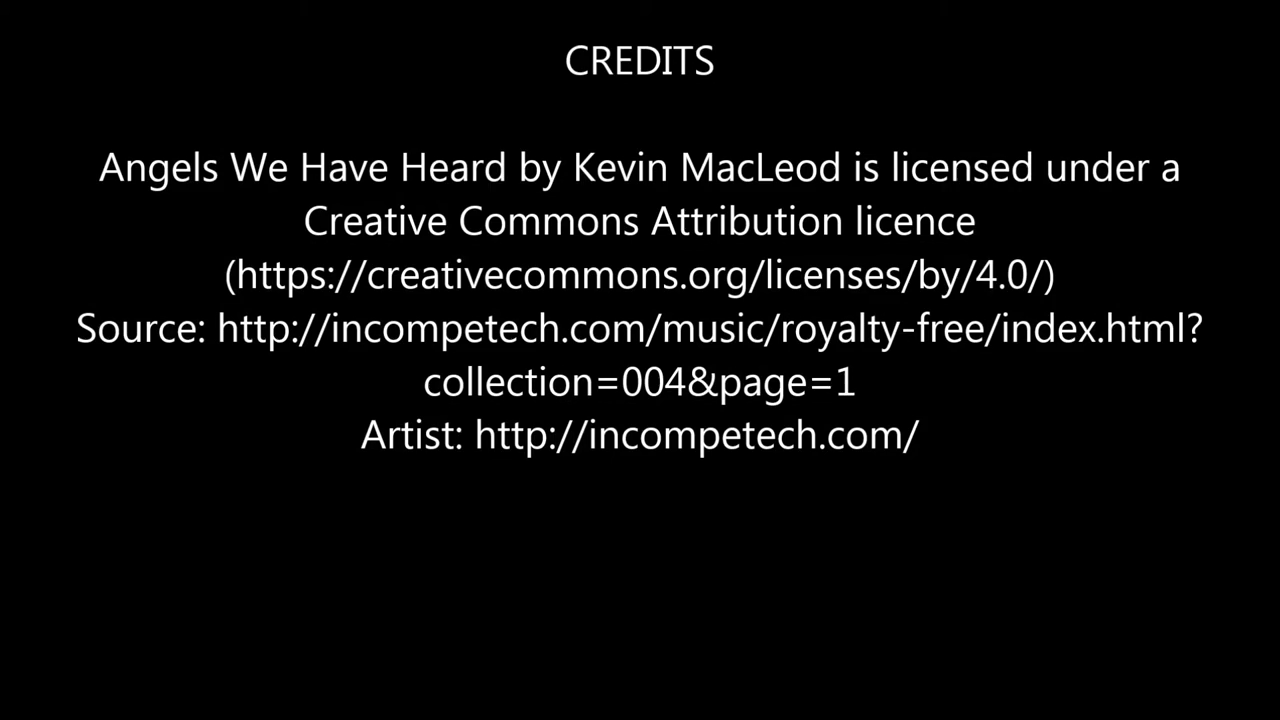 CREDITS
Angels We Have Heard by Kevin MacLeod is licensed under a
Creative Commons Attribution licence
(https://creativecommons.org/licenses/by/4.0/)
Source: http://incompetech.com/music/royalty-free/index.html?
collection=004&page=1
Artist: http://incompetech.com/